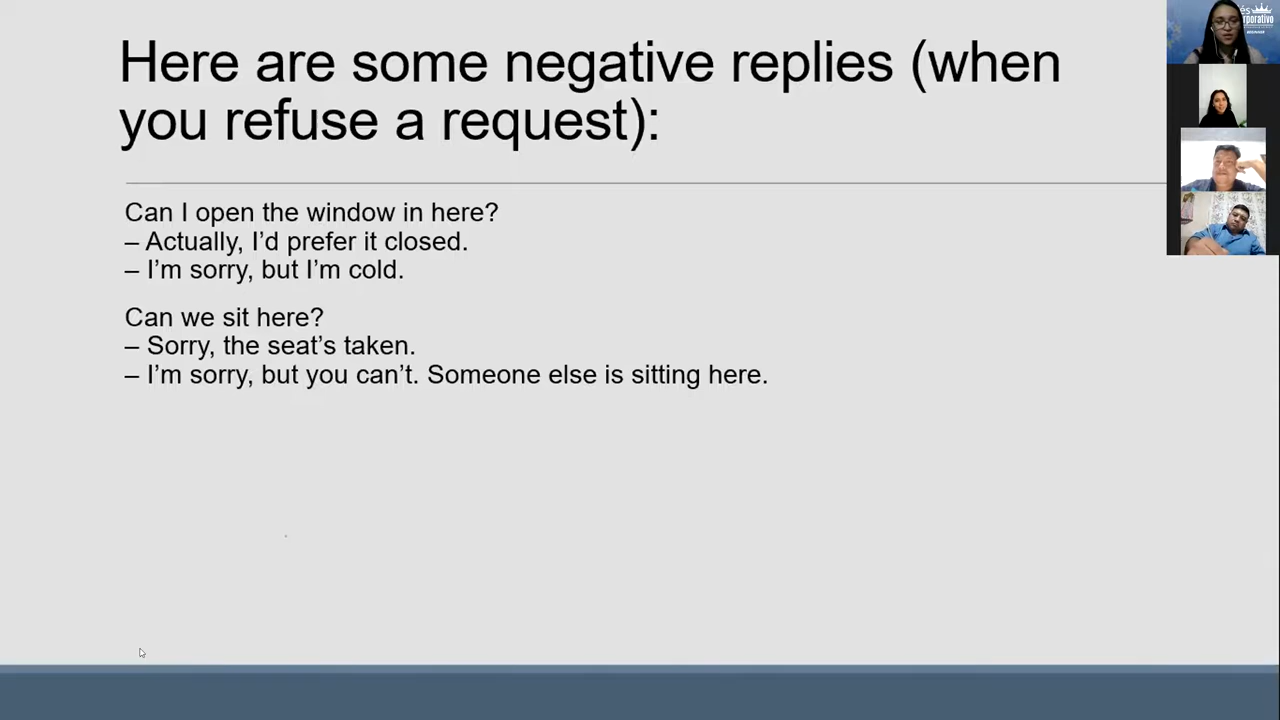 Here are some negative replies (when
you refuse a request):
Can I open the window in here?
– Actually, I’d prefer it closed.
– I’m sorry, but I’m cold.
Can we sit here?
– Sorry, the seat’s taken.
– I’m sorry, but you can’t. Someone else is sitting here.